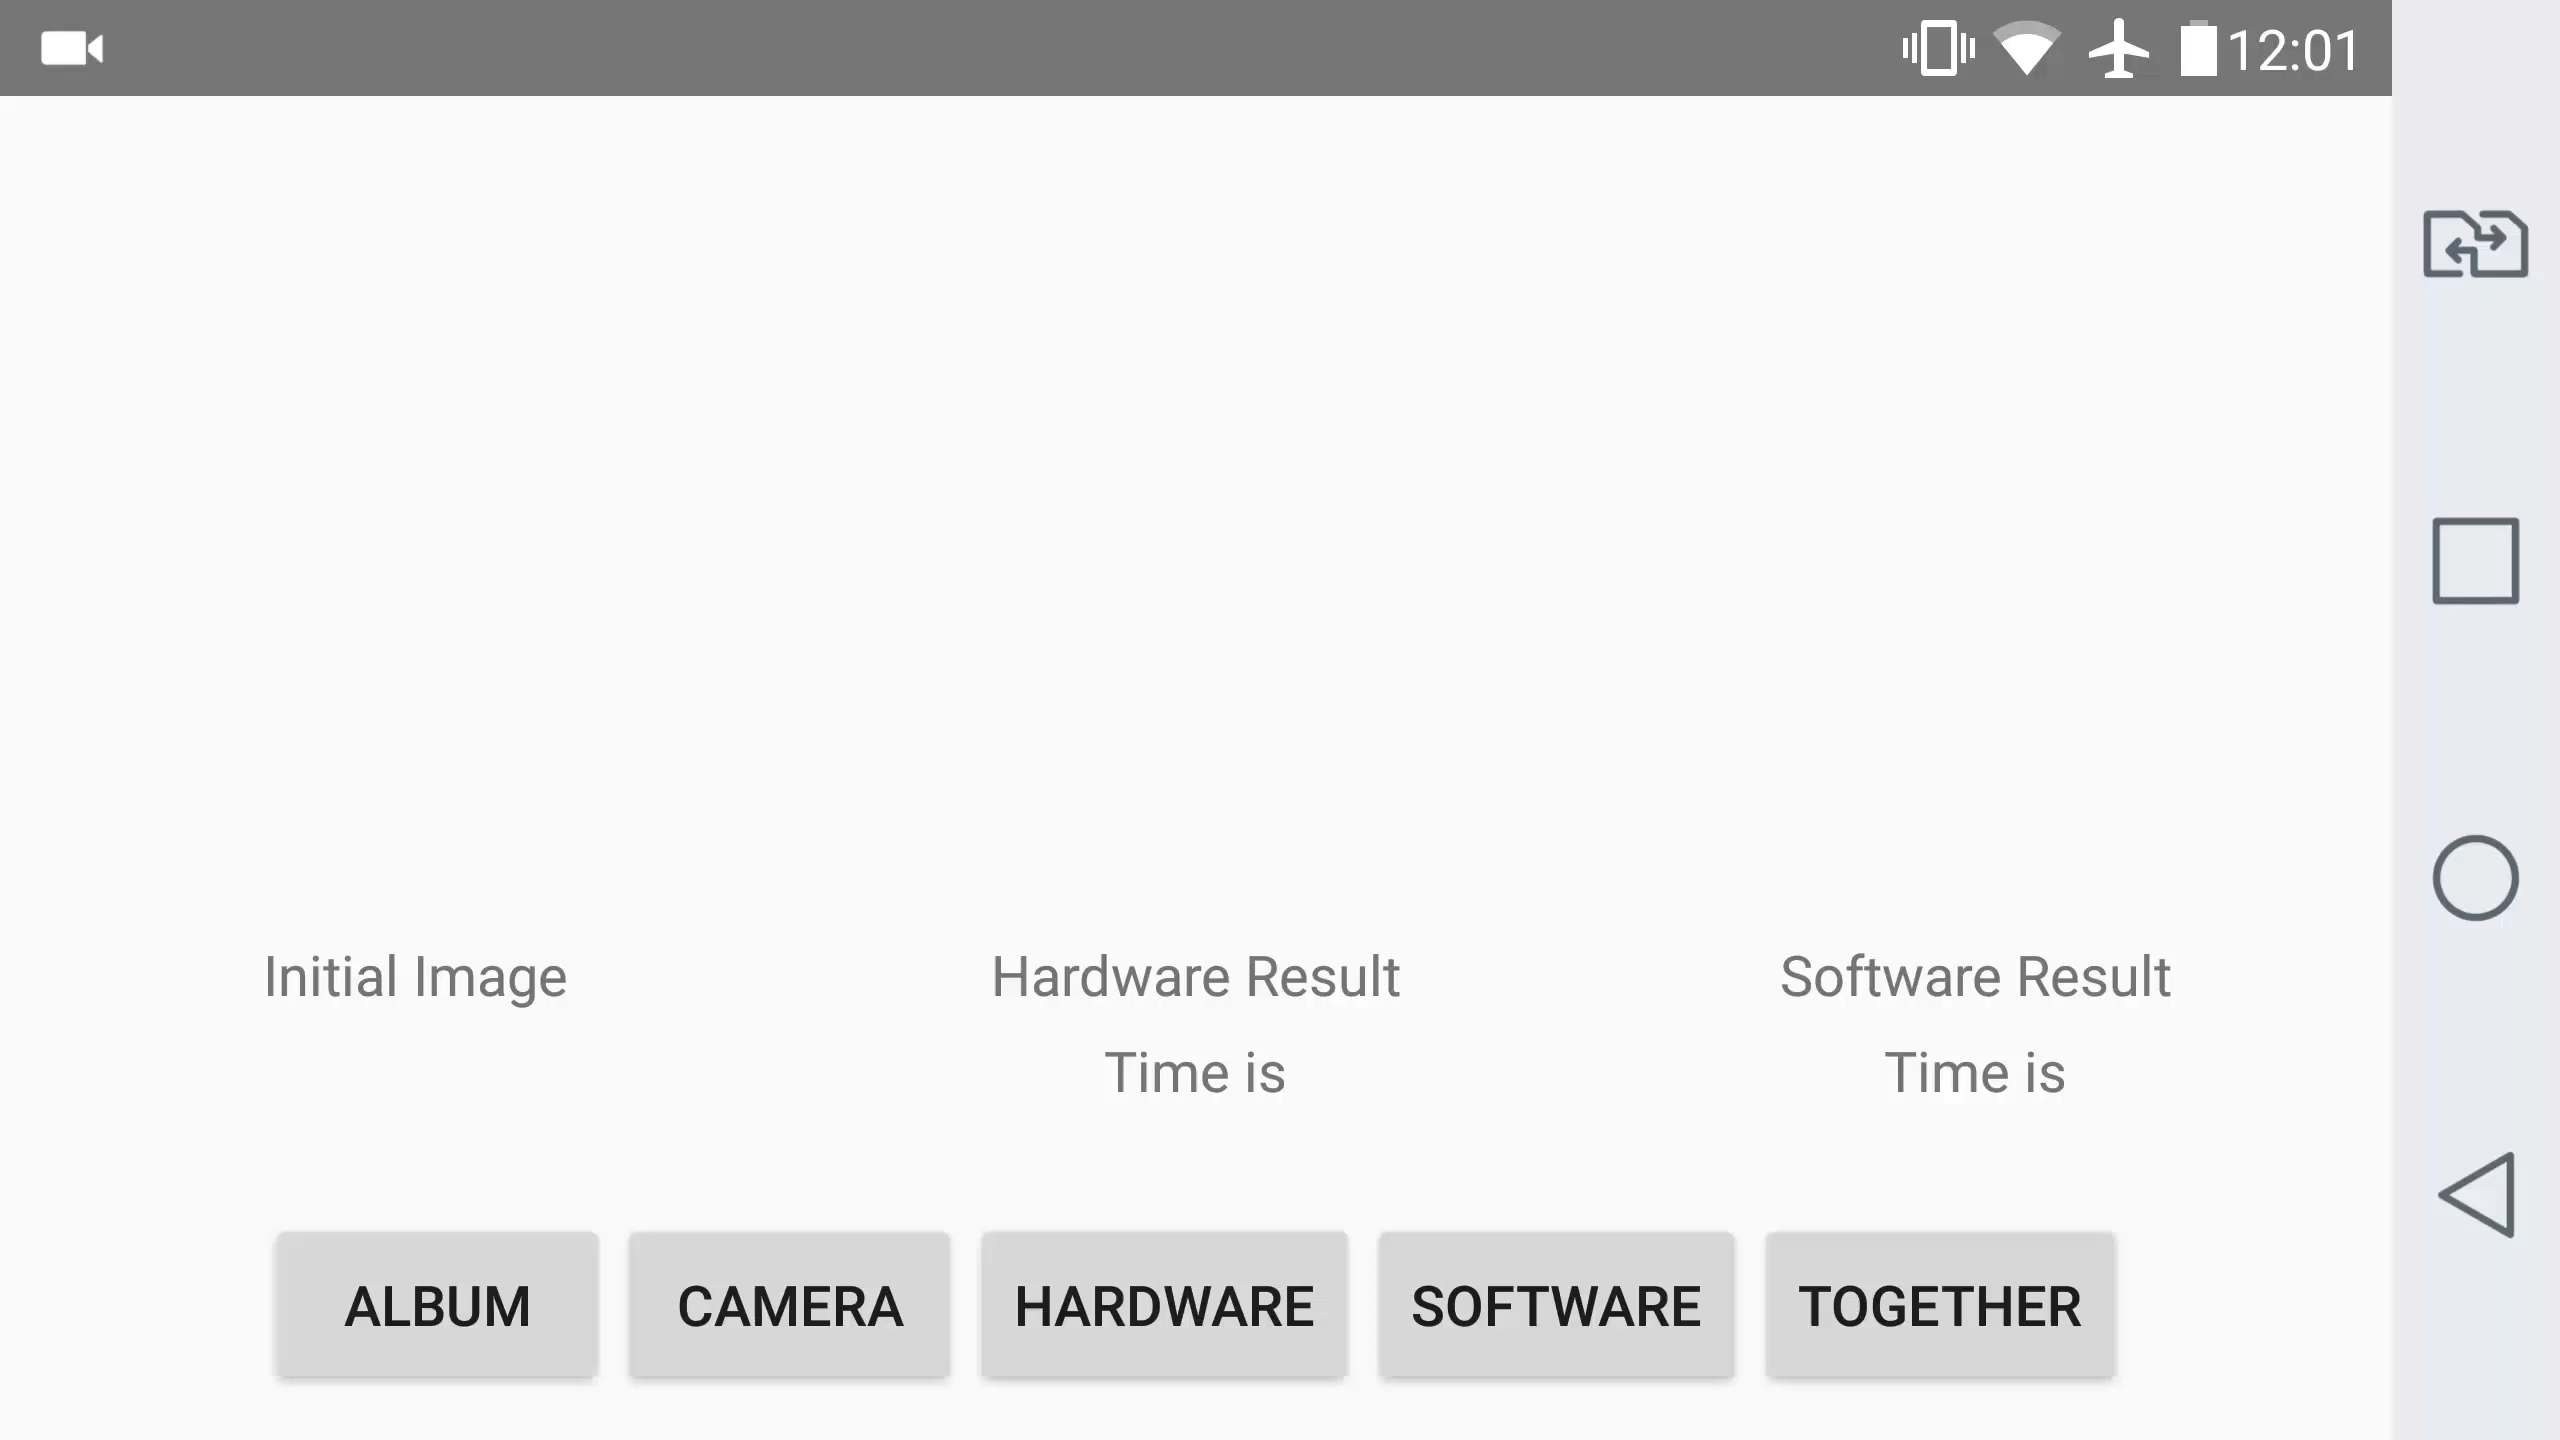 12:01
Initial Image
Hardware Result
Software Result
Time is
Time is
ALBUM
CAMERA
HARDWARE
SOFTWARE
TOGETHER